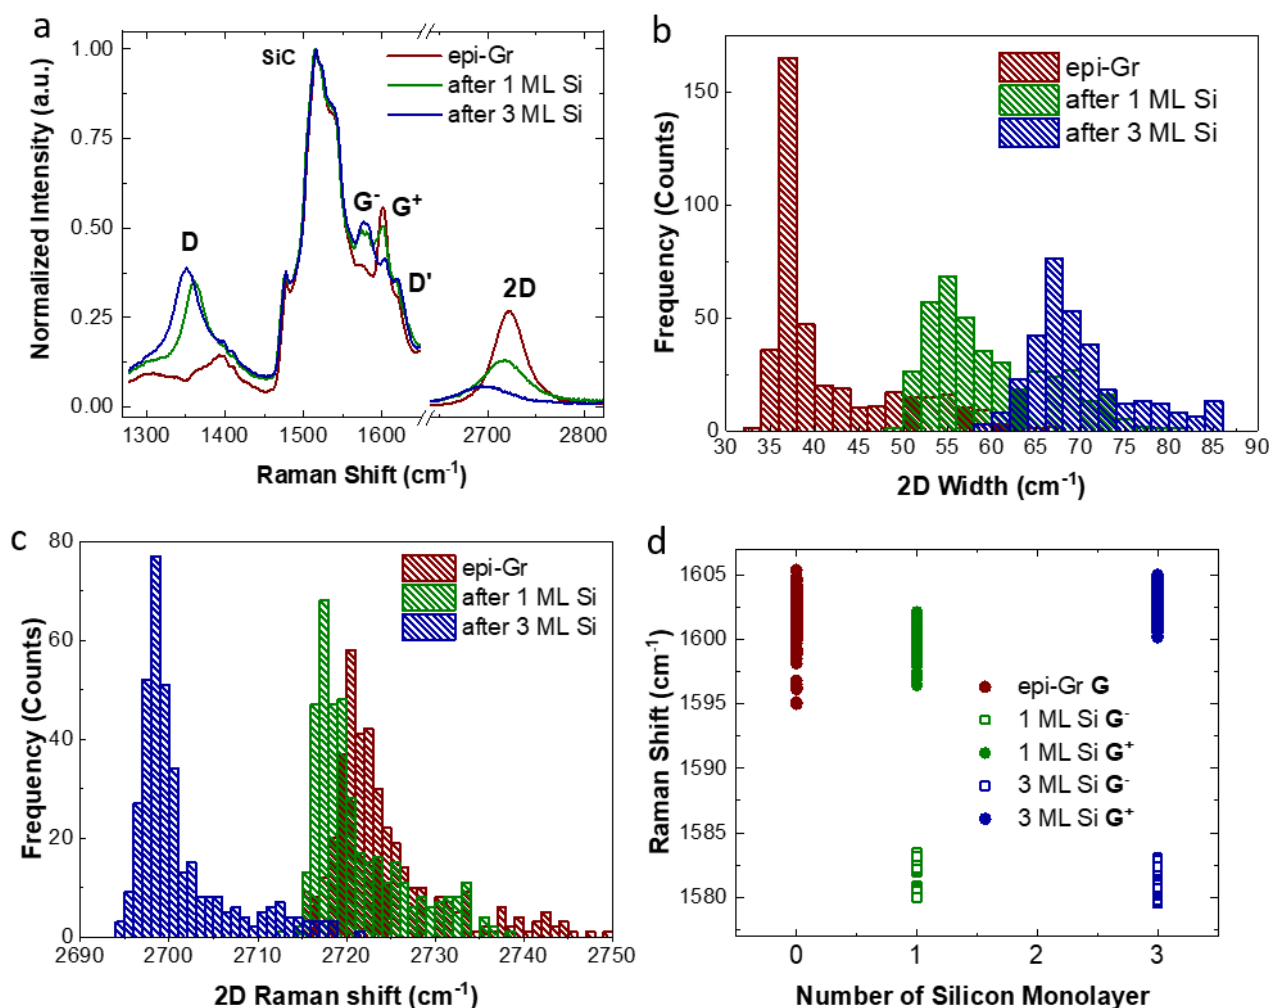 a
Normalized Intensity (a.u.)
1.00
0.75
0.50
0.25
0.00
SiC
epi-Gr
after 1 ML Si
after 3 ML Si
D
G⁻
G⁺
D'
2D
1300 1400 1500 1600 2700 2800
Raman Shift (cm⁻¹)
b
Frequency (Counts)
150
100
50
0
epi-Gr
after 1 ML Si
after 3 ML Si
30 35 40 45 50 55 60 65 70 75 80 85 90
2D Width (cm⁻¹)
c
Frequency (Counts)
80
60
40
20
0
epi-Gr
after 1 ML Si
after 3 ML Si
2690 2700 2710 2720 2730 2740 2750
2D Raman shift (cm⁻¹)
d
Raman Shift (cm⁻¹)
1605
1600
1595
1590
1585
1580
epi-Gr G
1 ML Si G⁻
1 ML Si G⁺
3 ML Si G⁻
3 ML Si G⁺
0 1 2 3
Number of Silicon Monolayer